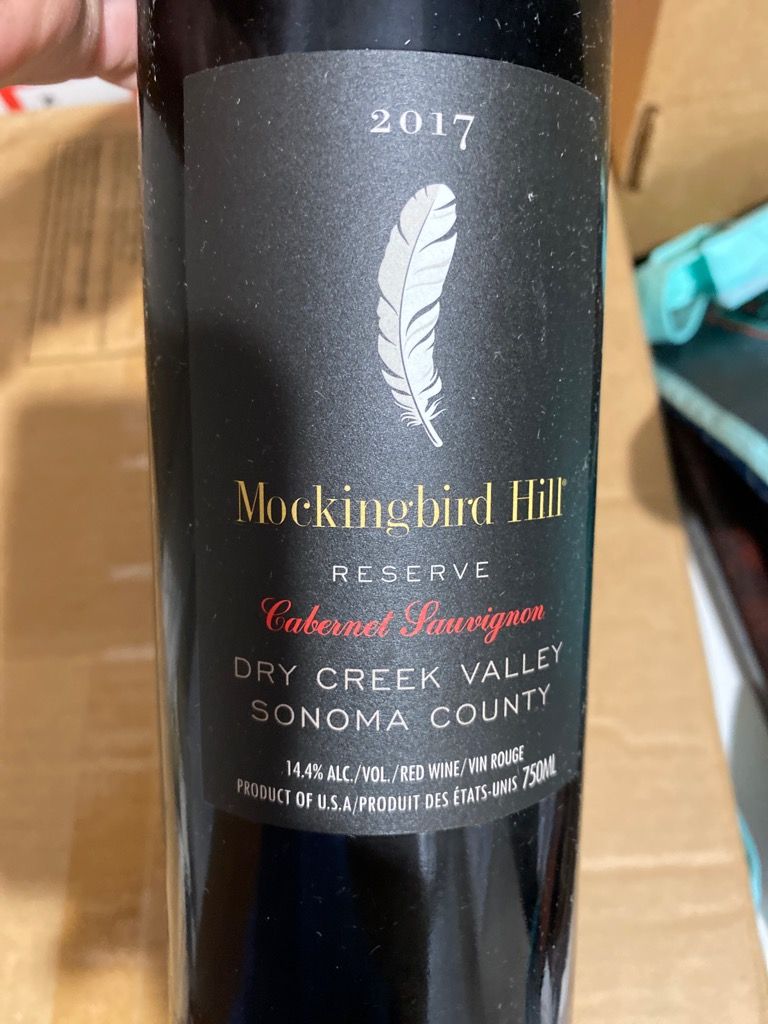 2017
Mockingbird Hill®
RESERVE
Cabernet Sauvignon
DRY CREEK VALLEY
SONOMA COUNTY
14.4% ALC./VOL./RED WINE/VIN ROUGE
PRODUCT OF U.S.A/PRODUIT DES ÉTATS-UNIS 750ML